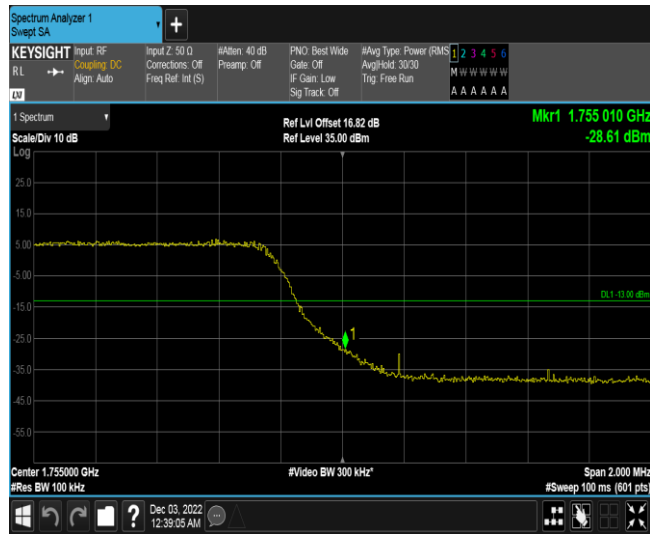 Spectrum Analyzer 1
Swept SA
+
KEYSIGHT
RL
LXI
Input: RF
Coupling: DC
Align: Auto
Input Z: 50 Ω
Corrections: Off
Freq Ref: Int (S)
#Atten: 40 dB
Preamp: Off
PNO: Best Wide
Gate: Off
IF Gain: Low
Sig Track: Off
#Avg Type: Power (RMS
Avg|Hold: 30/30
Trig: Free Run
1 2 3 4 5 6
M W W W W W
A A A A A A
1 Spectrum
Scale/Div 10 dB
Log
Ref Lvl Offset 16.82 dB
Ref Level 35.00 dBm
Mkr1 1.755 010 GHz
-28.61 dBm
25.0
15.0
5.00
-5.00
DL1 -13.00 dBm
-15.0
1
-25.0
-35.0
-45.0
-55.0
Center 1.755000 GHz
#Res BW 100 kHz
#Video BW 300 kHz*
Span 2.000 MHz
#Sweep 100 ms (601 pts)
?
Dec 03, 2022
12:39:05 AM